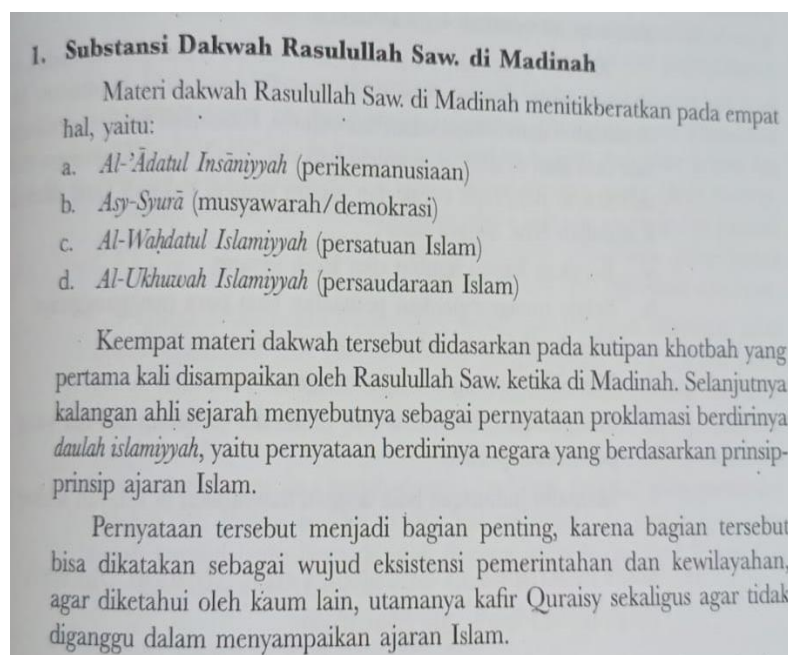 1. Substansi Dakwah Rasulullah Saw. di Madinah
Materi dakwah Rasulullah Saw. di Madinah menitikberatkan pada empat
hal, yaitu:
a. Al-'Ādatul Insāniyyah (perikemanusiaan)
b. Asy-Syurā (musyawarah/demokrasi)
c. Al-Waḥdatul Islamiyyah (persatuan Islam)
d. Al-Ukhuwah Islamiyyah (persaudaraan Islam)
Keempat materi dakwah tersebut didasarkan pada kutipan khotbah yang
pertama kali disampaikan oleh Rasulullah Saw. ketika di Madinah. Selanjutnya
kalangan ahli sejarah menyebutnya sebagai pernyataan proklamasi berdirinya
daulah islamiyyah, yaitu pernyataan berdirinya negara yang berdasarkan prinsip-
prinsip ajaran Islam.
Pernyataan tersebut menjadi bagian penting, karena bagian tersebut
bisa dikatakan sebagai wujud eksistensi pemerintahan dan kewilayahan,
agar diketahui oleh kaum lain, utamanya kafir Quraisy sekaligus agar tidak
diganggu dalam menyampaikan ajaran Islam.